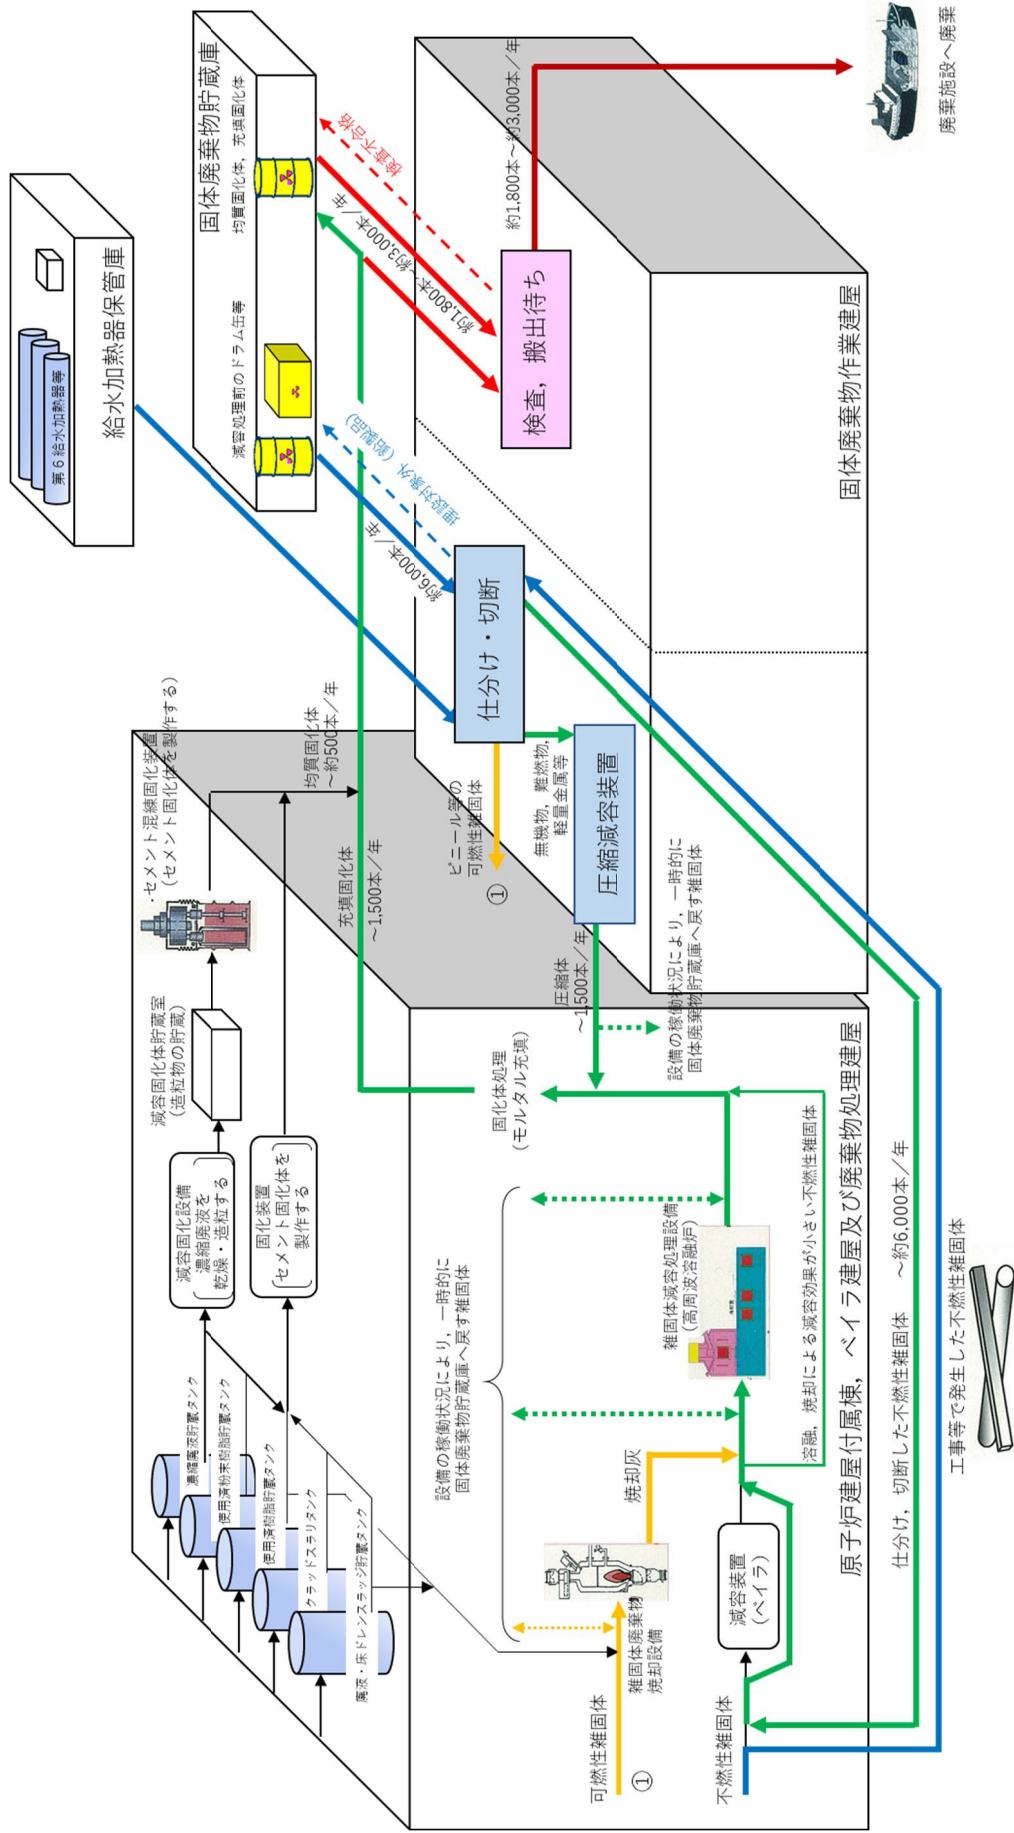 第６給水加熱器等
給水加熱器保管庫
固体廃棄物貯蔵庫
減容処理前のドラム缶等
均質固化体，充填固化体
約6,000本／年
埋設対象外（鉛製品）
約1,800本～約3,000本／年
検査不合格
検査，搬出待ち
約1,800本～約3,000本／年
廃棄施設へ廃棄
固体廃棄物作業建屋
仕分け・切断
ビニール等の
可燃性雑固体
①
無機物，難燃物，
軽量金属等
圧縮減容装置
圧縮体
～1,500本／年
設備の稼働状況により，一時的に
固体廃棄物貯蔵庫へ戻す雑固体
濃縮廃液貯蔵タンク
使用済粉末樹脂貯蔵タンク
使用済樹脂貯蔵タンク
クラッドスラリタンク
廃液・床ドレンスラッジ貯蔵タンク
減容固化設備
濃縮廃液を
乾燥・造粒する
減容固化体貯蔵室
（造粒物の貯蔵）
・セメント混練固化装置
（セメント固化体を製作する）
固化装置
セメント固化体を
製作する
均質固化体
～約500本／年
充填固化体
～1,500本／年
設備の稼働状況により，一時的に
固体廃棄物貯蔵庫へ戻す雑固体
固化体処理
（モルタル充填）
可燃性雑固体
①
雑固体廃棄物
焼却設備
焼却灰
雑固体減容処理設備
（高周波溶融炉）
不燃性雑固体
減容装置
（ベイラ）
溶融，焼却による減容効果が小さい不燃性雑固体
原子炉建屋付属棟，ベイラ建屋及び廃棄物処理建屋
仕分け，切断した不燃性雑固体　～約6,000本／年
工事等で発生した不燃性雑固体